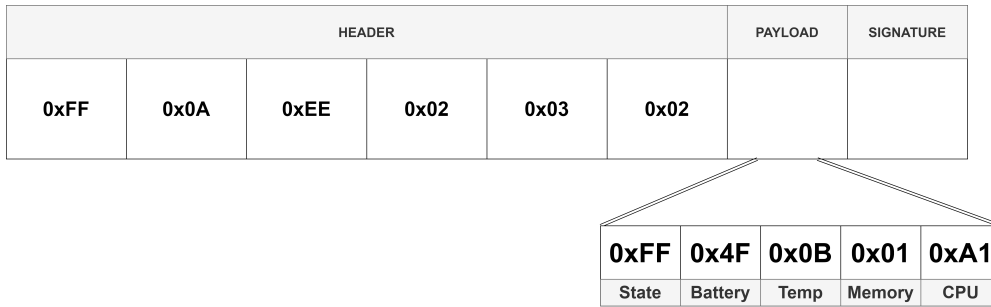 HEADER PAYLOAD SIGNATURE
0xFF 0x0A 0xEE 0x02 0x03 0x02
0xFF 0x4F 0x0B 0x01 0xA1
State Battery Temp Memory CPU